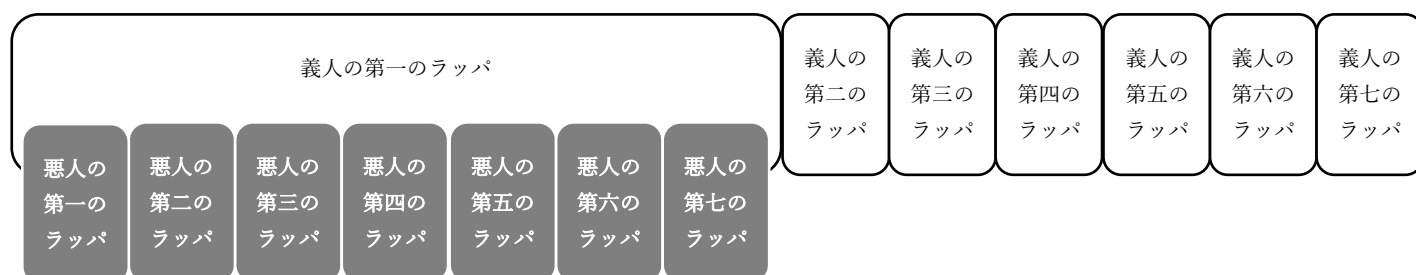 義人の第一のラッパ
義人の
第二の
ラッパ
義人の
第三の
ラッパ
義人の
第四の
ラッパ
義人の
第五の
ラッパ
義人の
第六の
ラッパ
義人の
第七の
ラッパ
悪人の
第一の
ラッパ
悪人の
第二の
ラッパ
悪人の
第三の
ラッパ
悪人の
第四の
ラッパ
悪人の
第五の
ラッパ
悪人の
第六の
ラッパ
悪人の
第七の
ラッパ